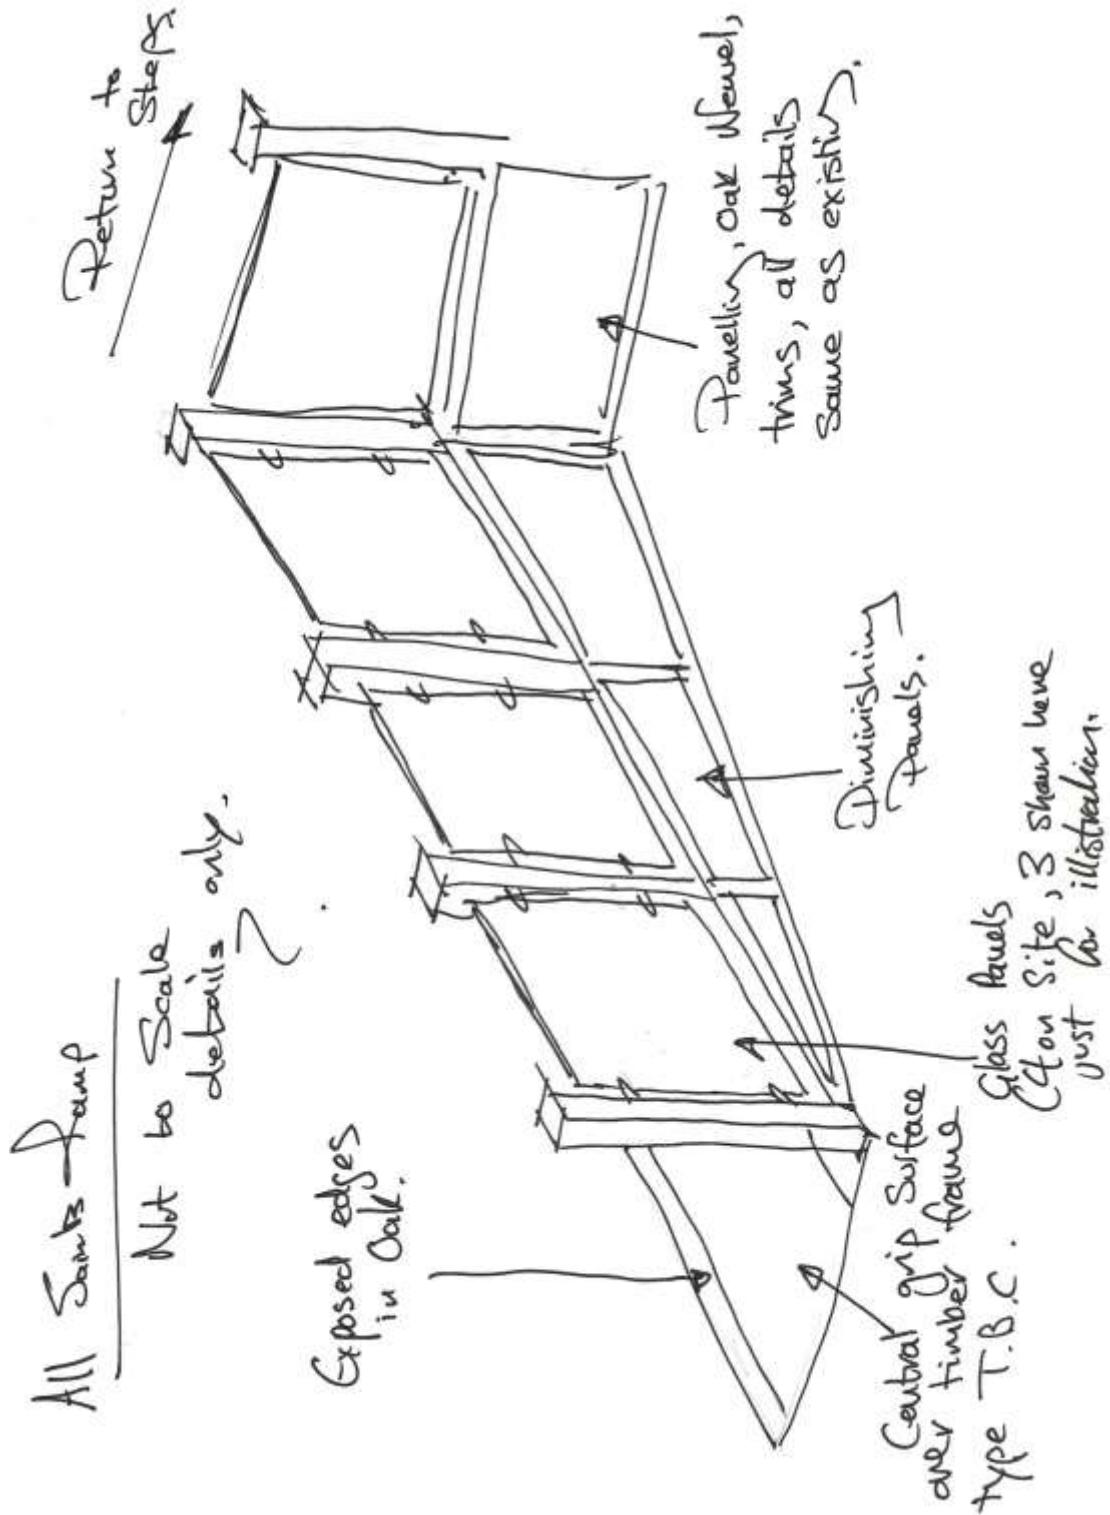 All Saints Ramp
Not to Scale
details only.
Return to
Steps.
Exposed edges
in Oak.
Panelling, Oak Newel,
trims, all details
Same as existing.
Diminishing
Panels.
Glass Panels
(4 on Site, 3 shown here
just for illistration.
Central grip Surface
over timber frame
type T.B.C.